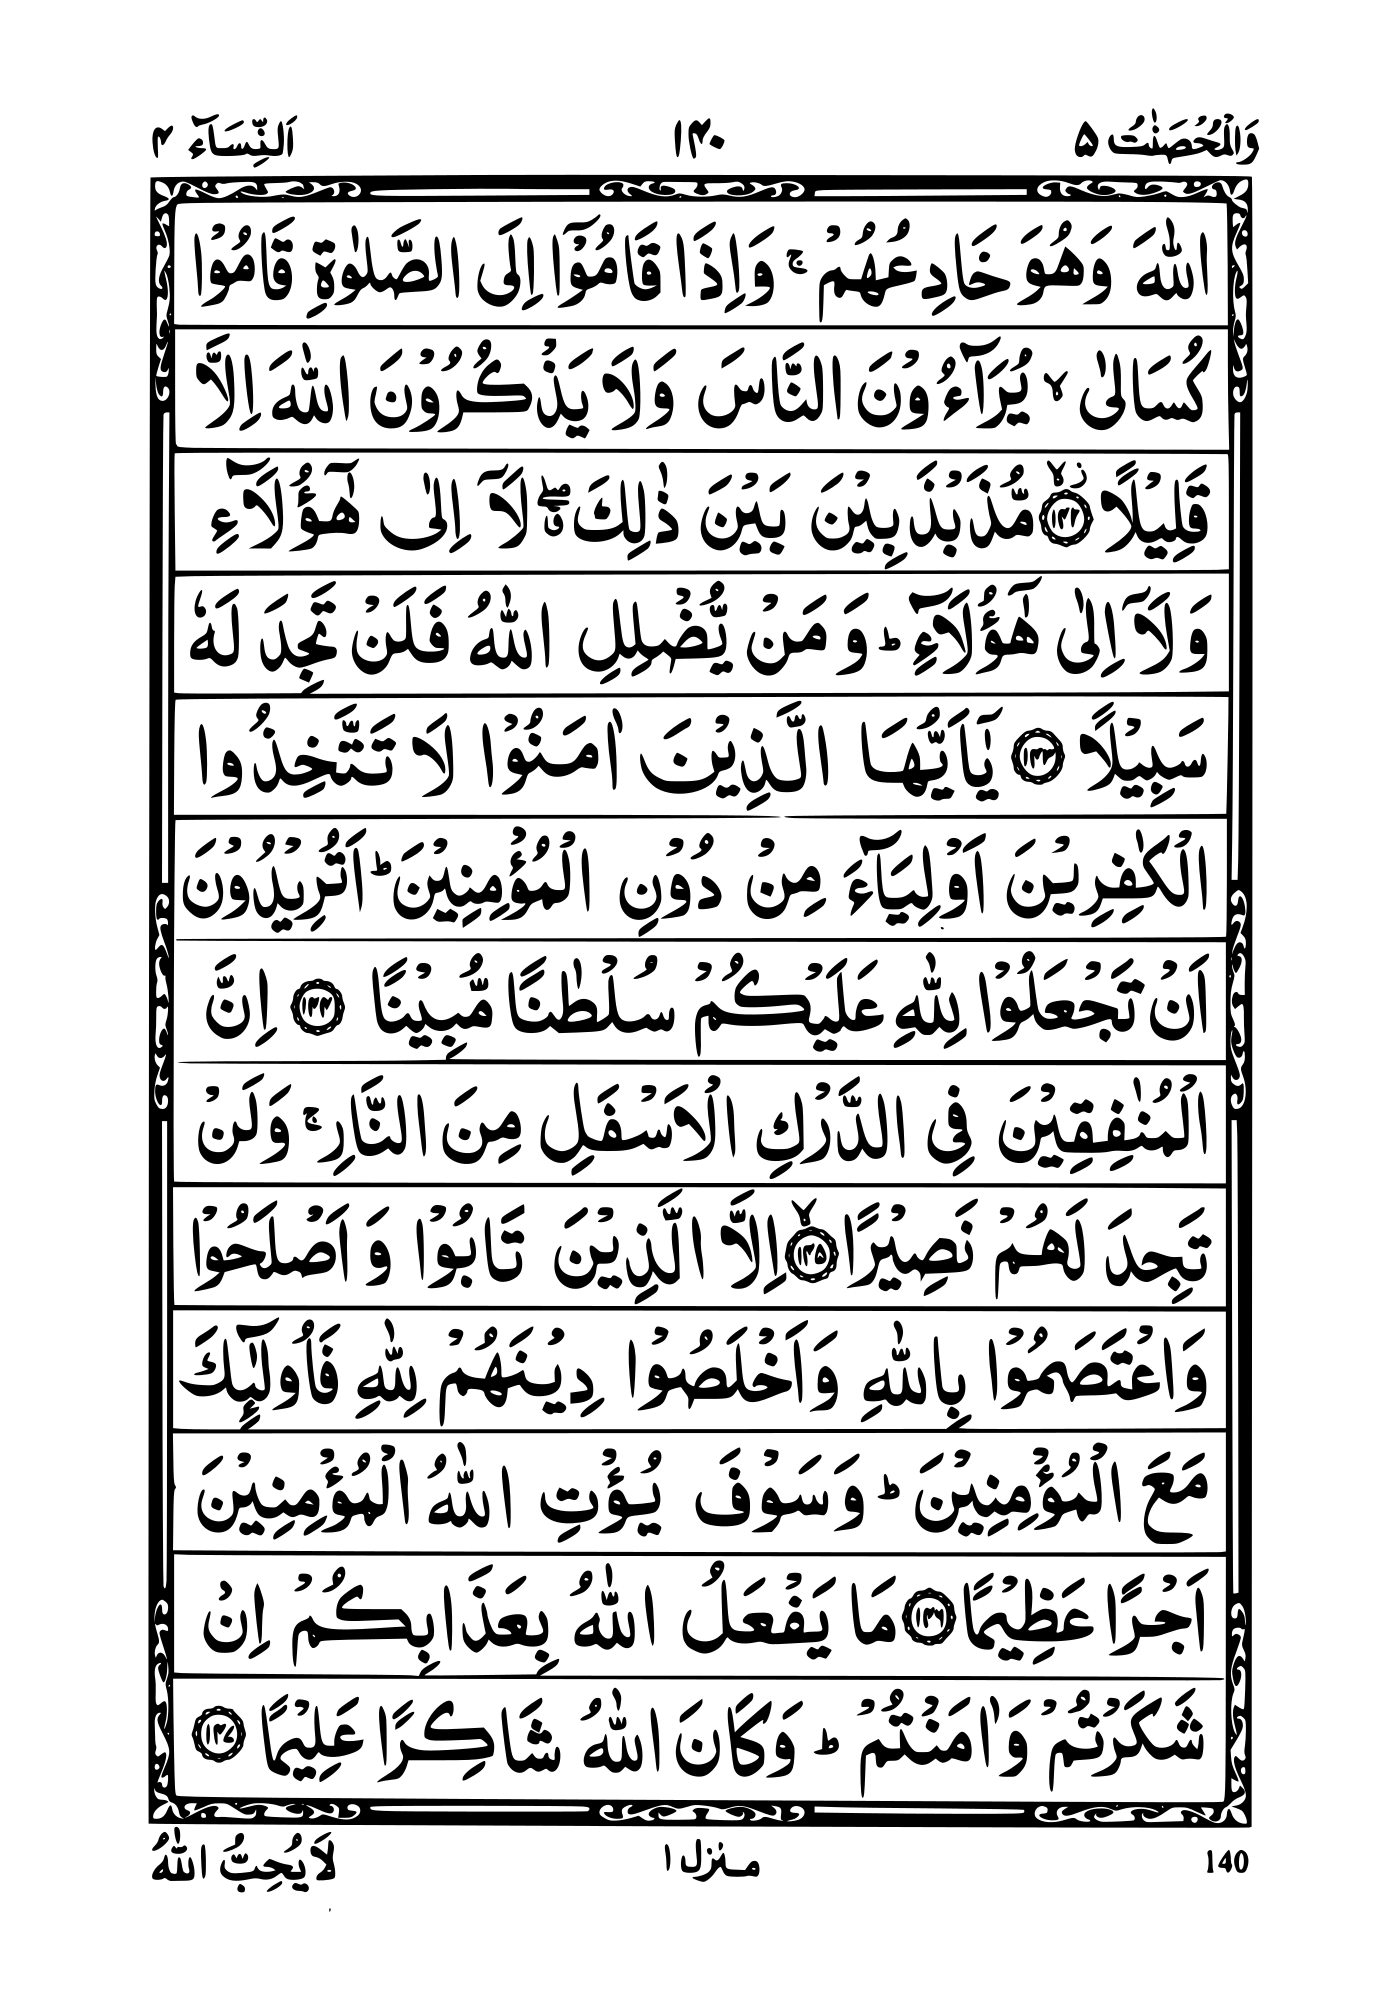 وَالْمُحْصَنٰتُ ۵ ۱۴۰ اَلنِّسَآء ۴
اللّٰهَ وَهُوَ خَادِعُهُمْ ۚ وَاِذَا قَامُوْۤا اِلَى الصَّلٰوةِ قَامُوْا
كُسَالٰى ۙ يُرَآءُوْنَ النَّاسَ وَلَا يَذْكُرُوْنَ اللّٰهَ اِلَّا
قَلِيْلًا ۙ۬ ﴿۱۴۲﴾ مُّذَبْذَبِيْنَ بَيْنَ ذٰلِكَ ۖۗ لَاۤ اِلٰى هٰۤؤُلَآءِ
وَلَاۤ اِلٰى هٰۤؤُلَآءِ ؕ وَمَنْ يُّضْلِلِ اللّٰهُ فَلَنْ تَجِدَ لَهٗ
سَبِيْلًا ﴿۱۴۳﴾ يٰۤاَيُّهَا الَّذِيْنَ اٰمَنُوْا لَا تَتَّخِذُوا
الْكٰفِرِيْنَ اَوْلِيَآءَ مِنْ دُوْنِ الْمُؤْمِنِيْنَ ؕ اَتُرِيْدُوْنَ
اَنْ تَجْعَلُوْا لِلّٰهِ عَلَيْكُمْ سُلْطٰنًا مُّبِيْنًا ﴿۱۴۴﴾ اِنَّ
الْمُنٰفِقِيْنَ فِى الدَّرْكِ الْاَسْفَلِ مِنَ النَّارِ ۚ وَلَنْ
تَجِدَ لَهُمْ نَصِيْرًا ۙ ﴿۱۴۵﴾ اِلَّا الَّذِيْنَ تَابُوْا وَاَصْلَحُوْا
وَاعْتَصَمُوْا بِاللّٰهِ وَاَخْلَصُوْا دِيْنَهُمْ لِلّٰهِ فَاُولٰٓئِكَ
مَعَ الْمُؤْمِنِيْنَ ؕ وَسَوْفَ يُؤْتِ اللّٰهُ الْمُؤْمِنِيْنَ
اَجْرًا عَظِيْمًا ﴿۱۴۶﴾ مَا يَفْعَلُ اللّٰهُ بِعَذَابِكُمْ اِنْ
شَكَرْتُمْ وَاٰمَنْتُمْ ؕ وَكَانَ اللّٰهُ شَاكِرًا عَلِيْمًا ﴿۱۴۷﴾
140 منزل ۱ لَا يُحِبُّ اللّٰهُ